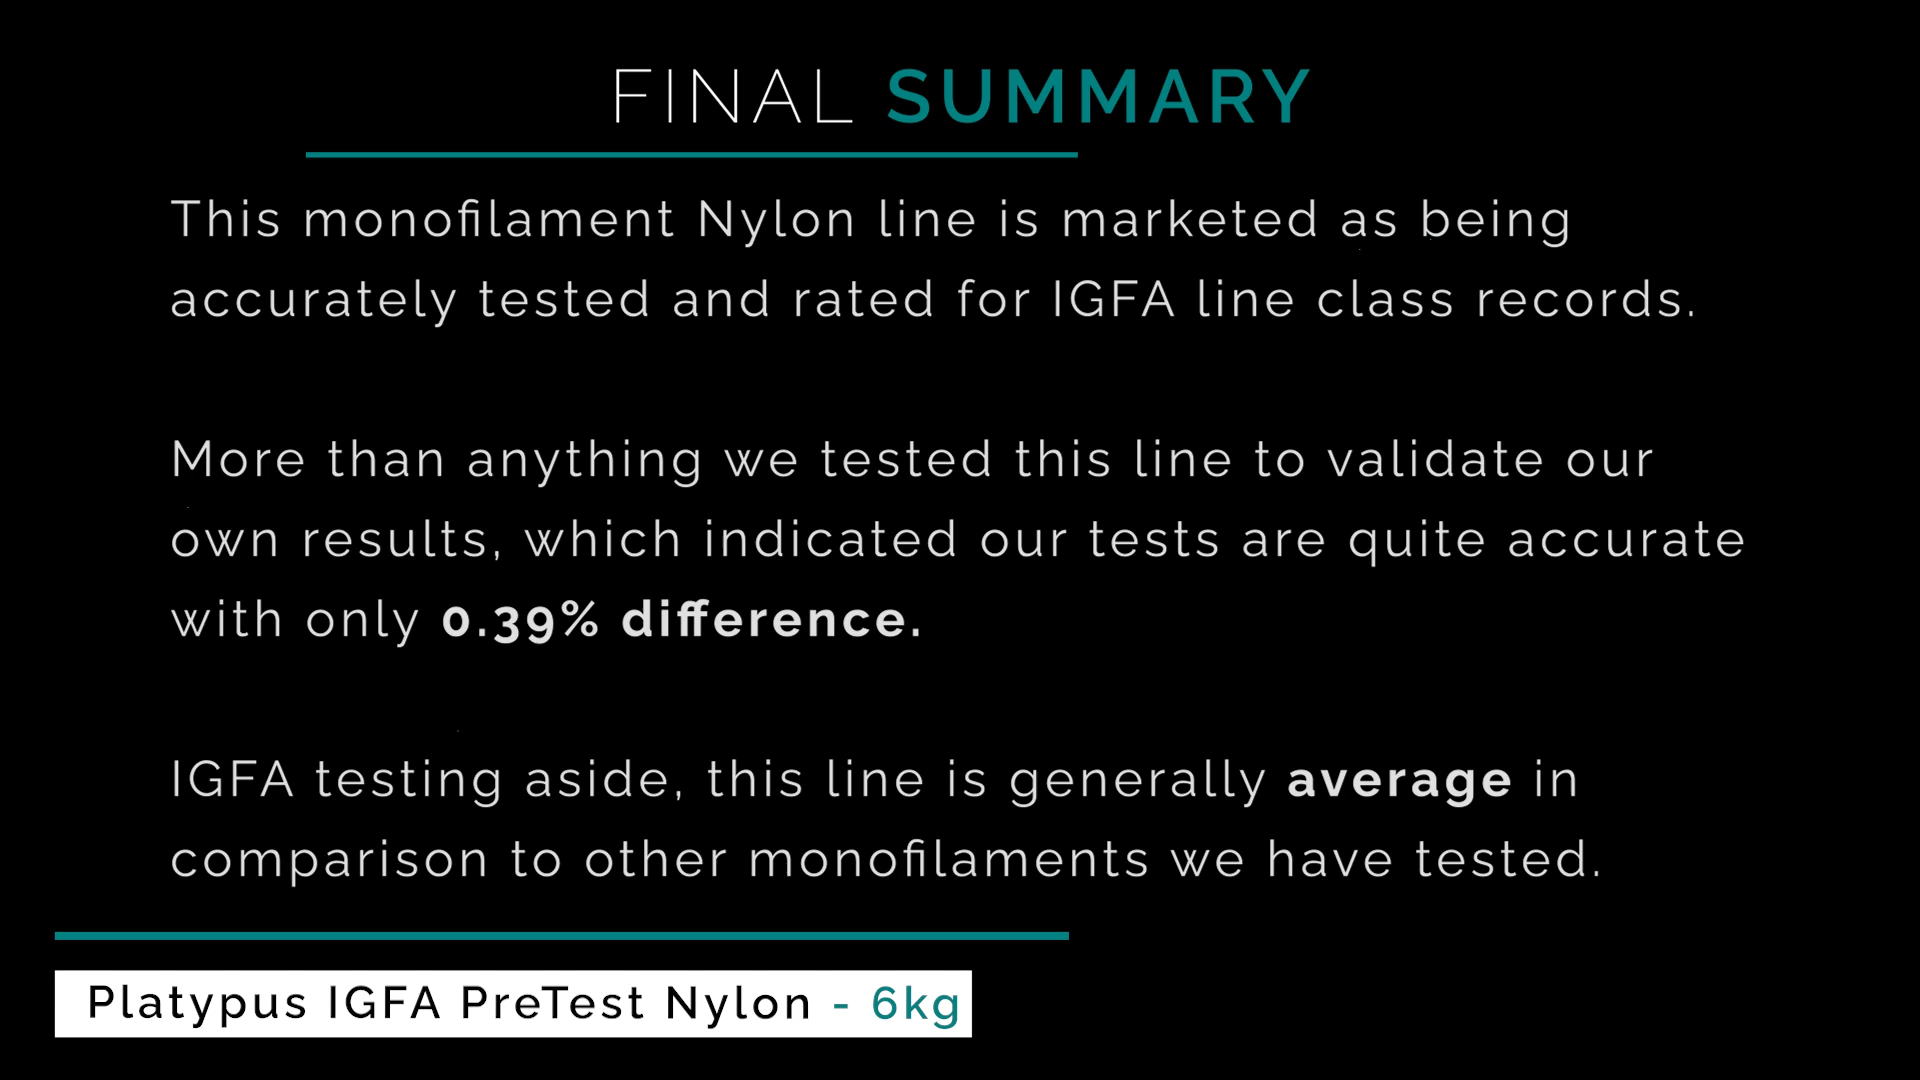 FINAL SUMMARY
This monofilament Nylon line is marketed as being
accurately tested and rated for IGFA line class records.
More than anything we tested this line to validate our
own results, which indicated our tests are quite accurate
with only 0.39% difference.
IGFA testing aside, this line is generally average in
comparison to other monofilaments we have tested.
Platypus IGFA PreTest Nylon - 6kg